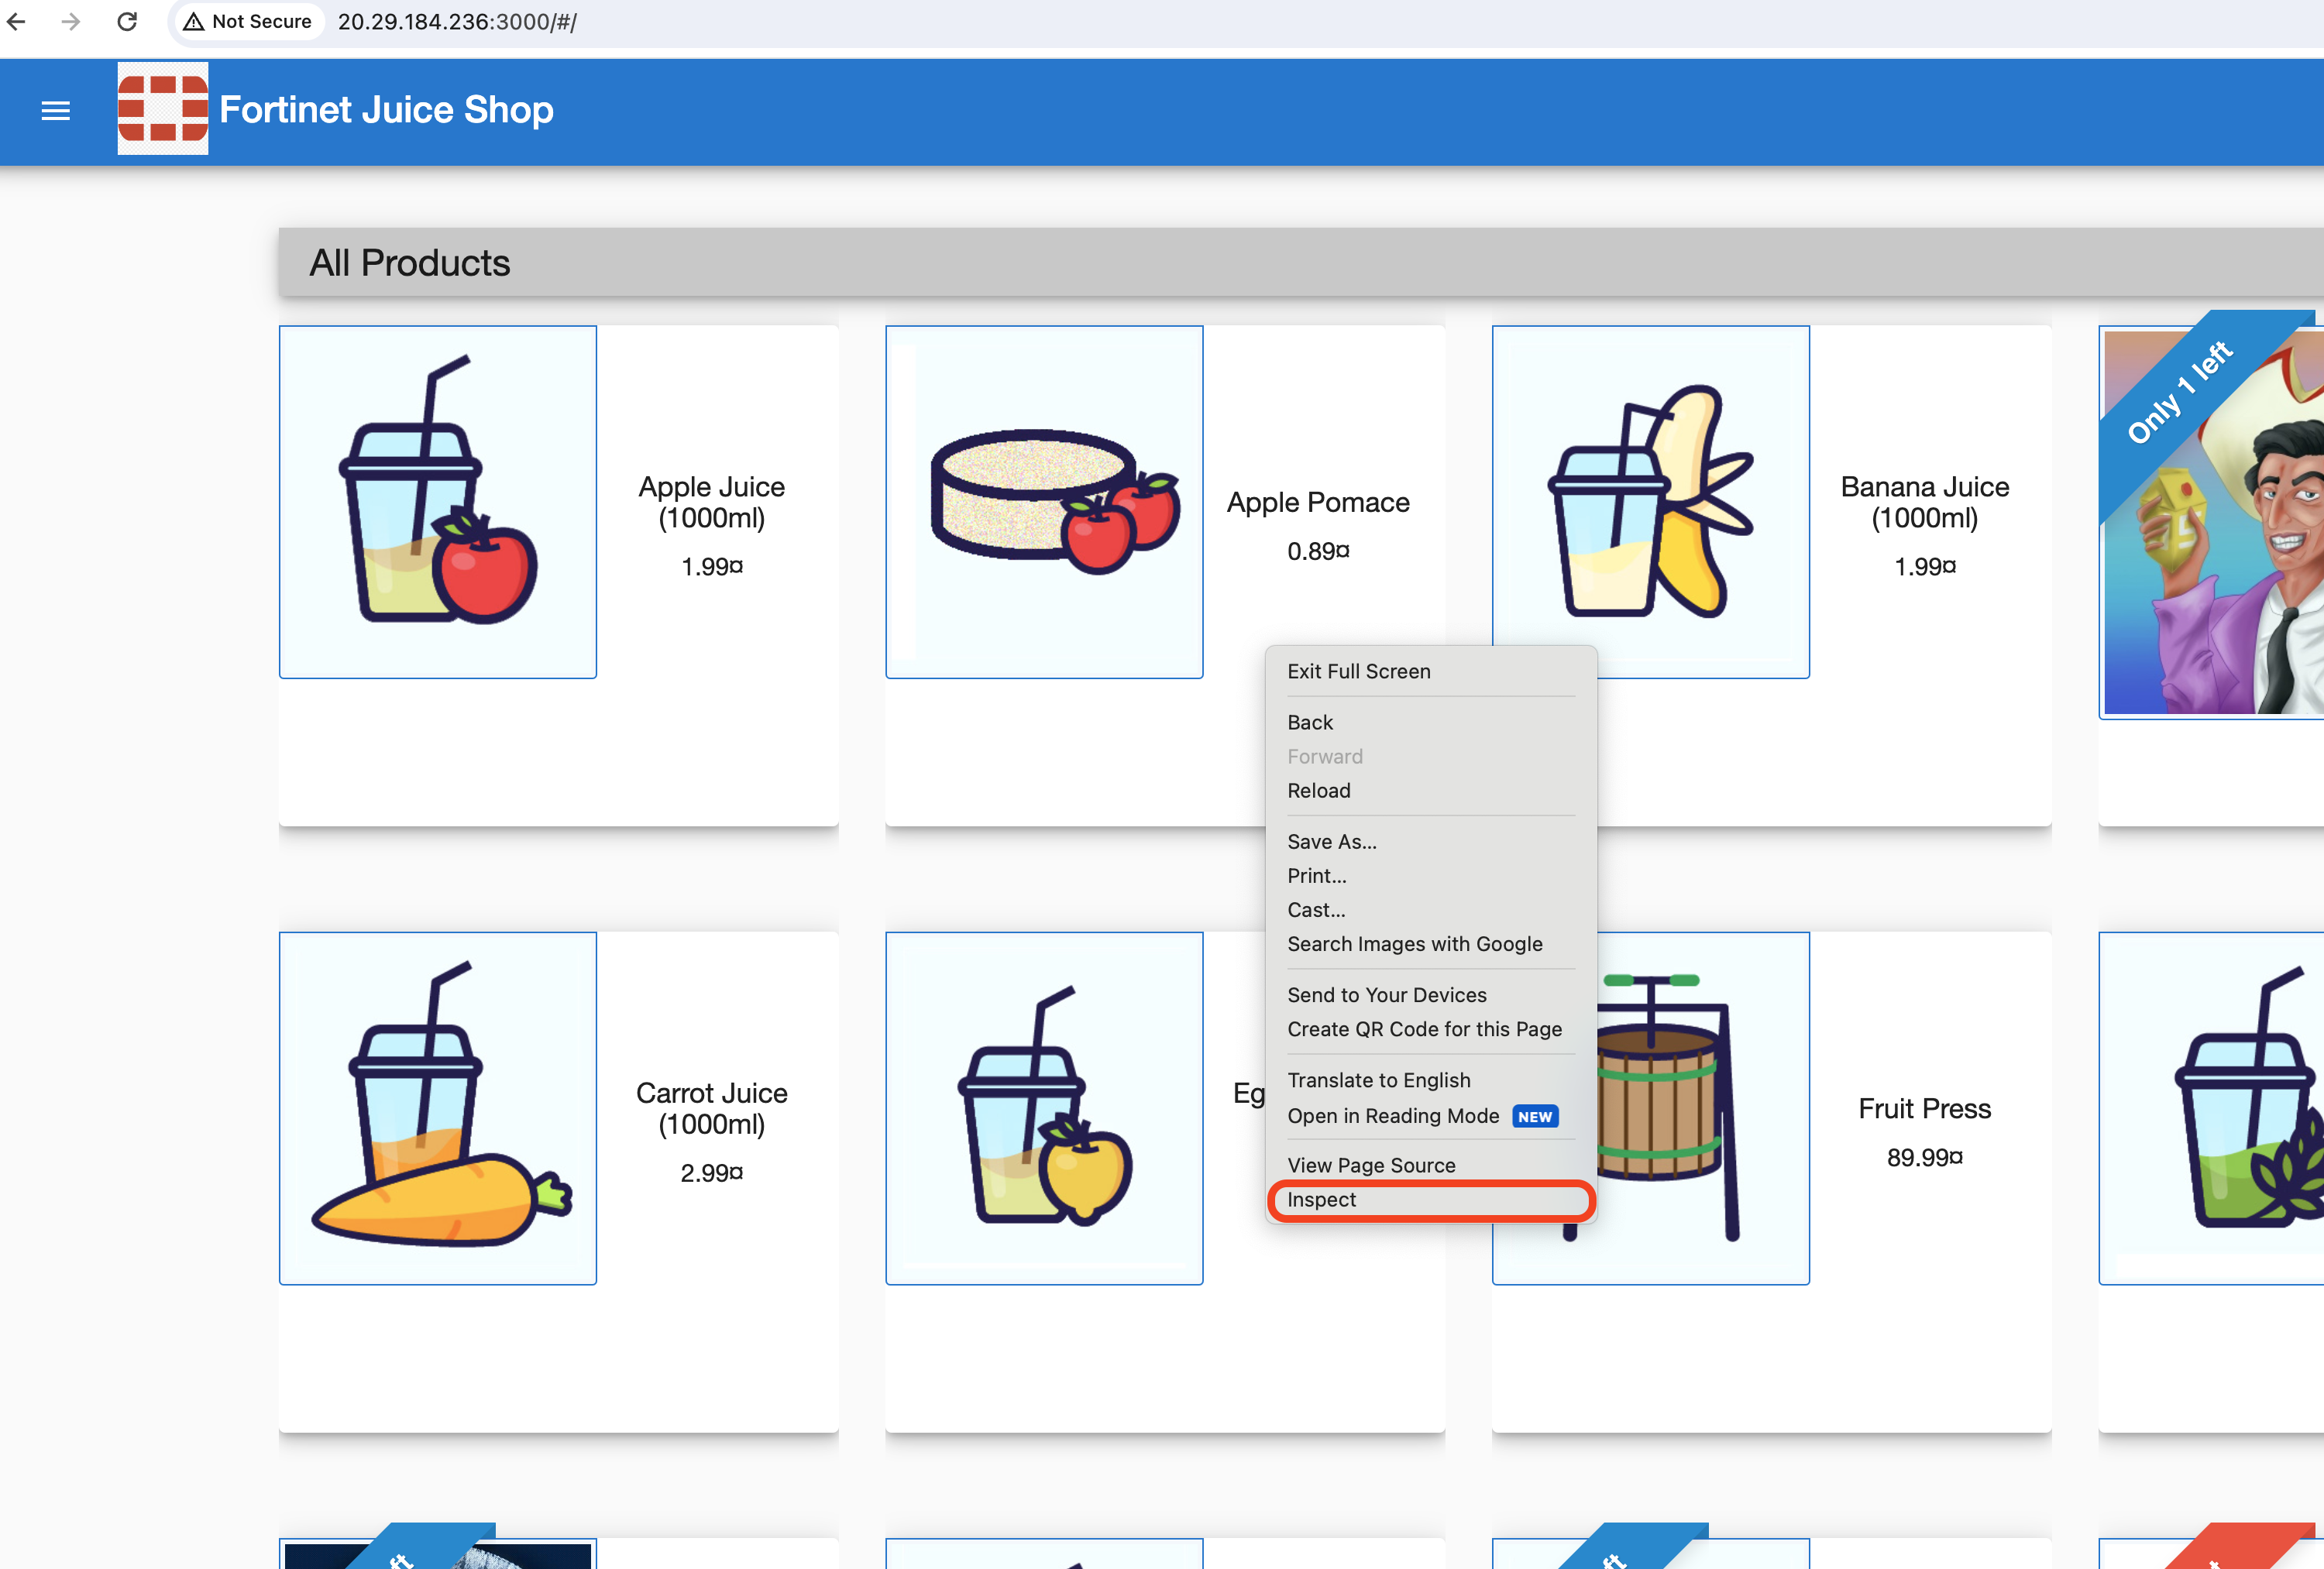 Not Secure 20.29.184.236:3000/#/
Fortinet Juice Shop
All Products
Apple Juice
(1000ml)
1.99¤
Apple Pomace
0.89¤
Banana Juice
(1000ml)
1.99¤
Only 1 left
Exit Full Screen
Back
Forward
Reload
Save As...
Print...
Cast...
Search Images with Google
Send to Your Devices
Create QR Code for this Page
Translate to English
Open in Reading Mode NEW
View Page Source
Inspect
Carrot Juice
(1000ml)
2.99¤
Eg
Fruit Press
89.99¤